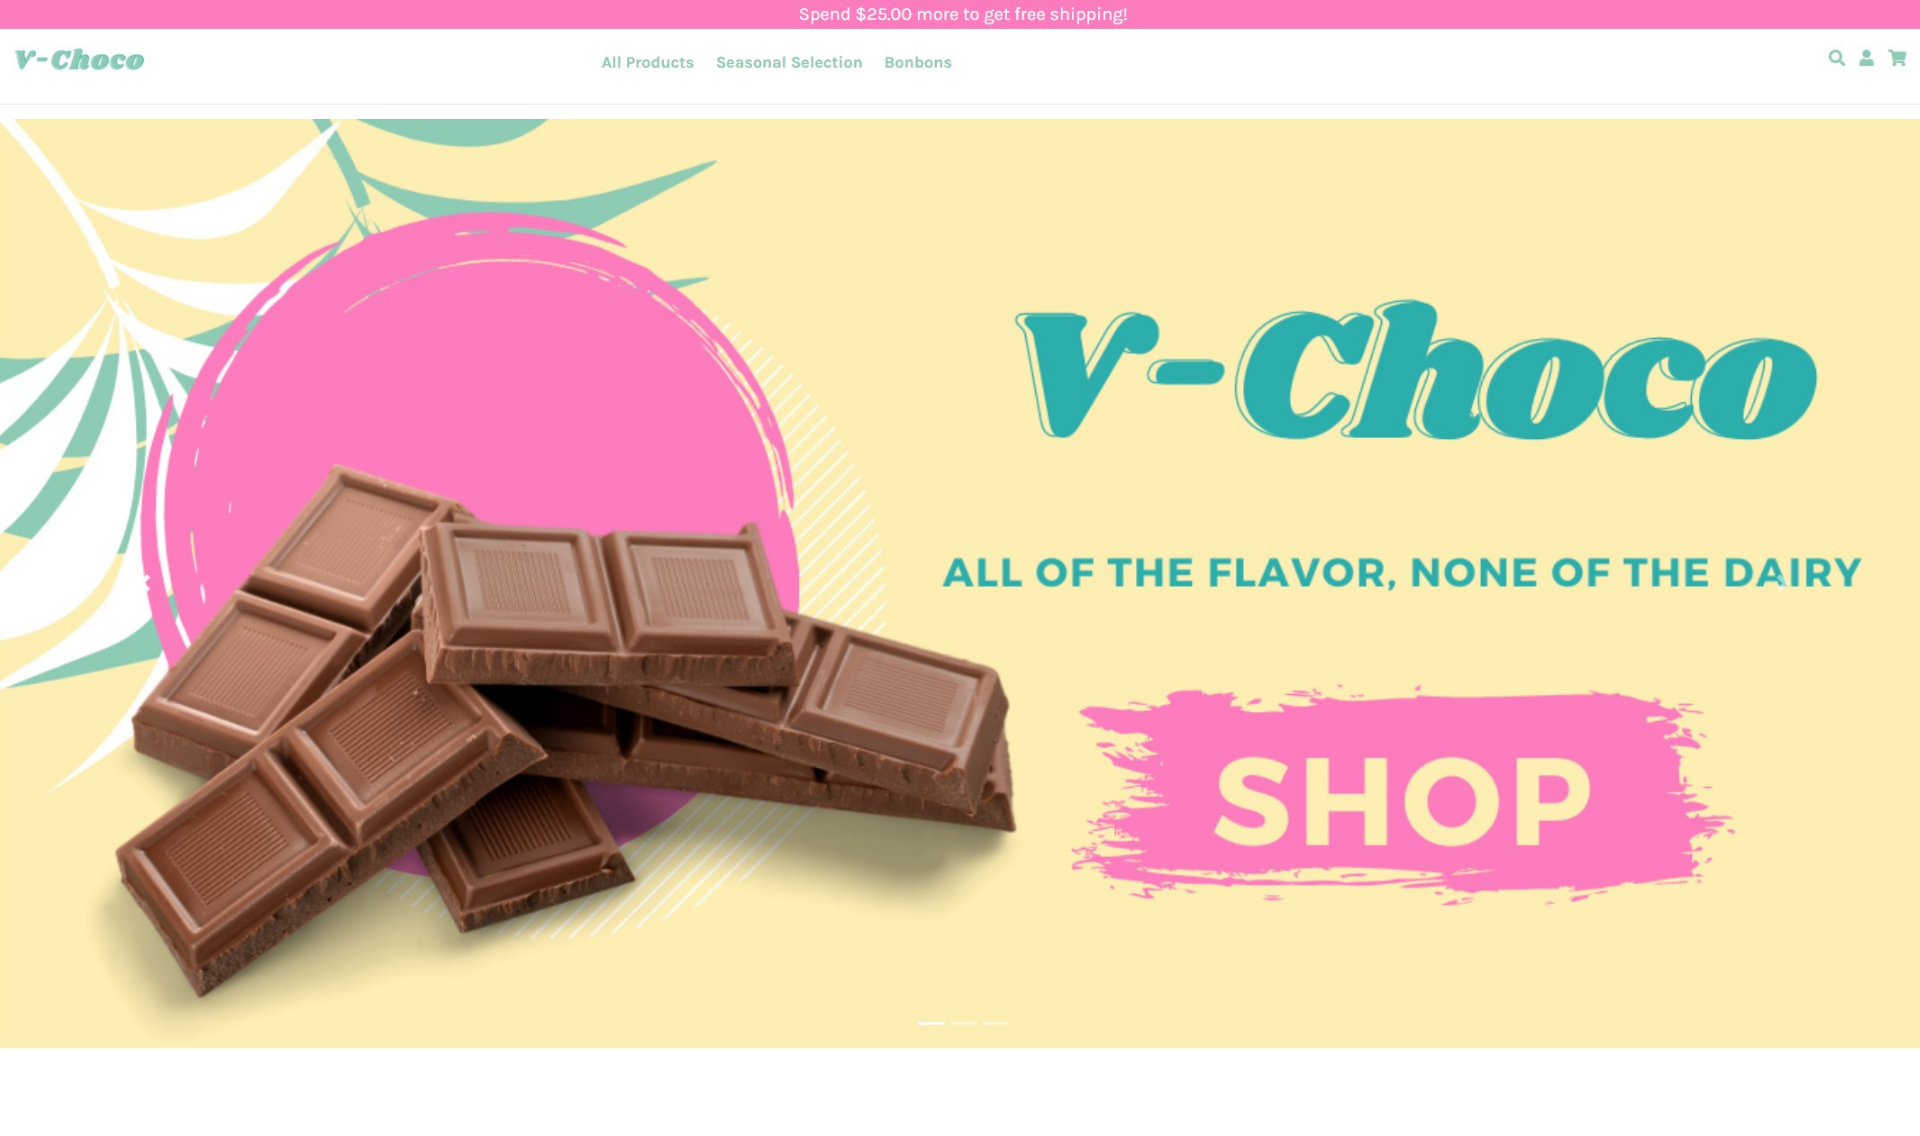 Spend $25.00 more to get free shipping!
V-Choco
All Products
Seasonal Selection
Bonbons
V-Choco
ALL OF THE FLAVOR, NONE OF THE DAIRY
SHOP